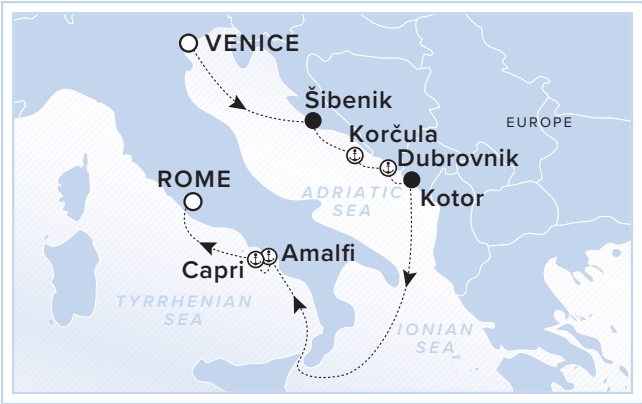 VENICE
Šibenik
EUROPE
Korčula
Dubrovnik
ROME
ADRIATIC
SEA
Kotor
Amalfi
Capri
TYRRHENIAN
SEA
IONIAN
SEA